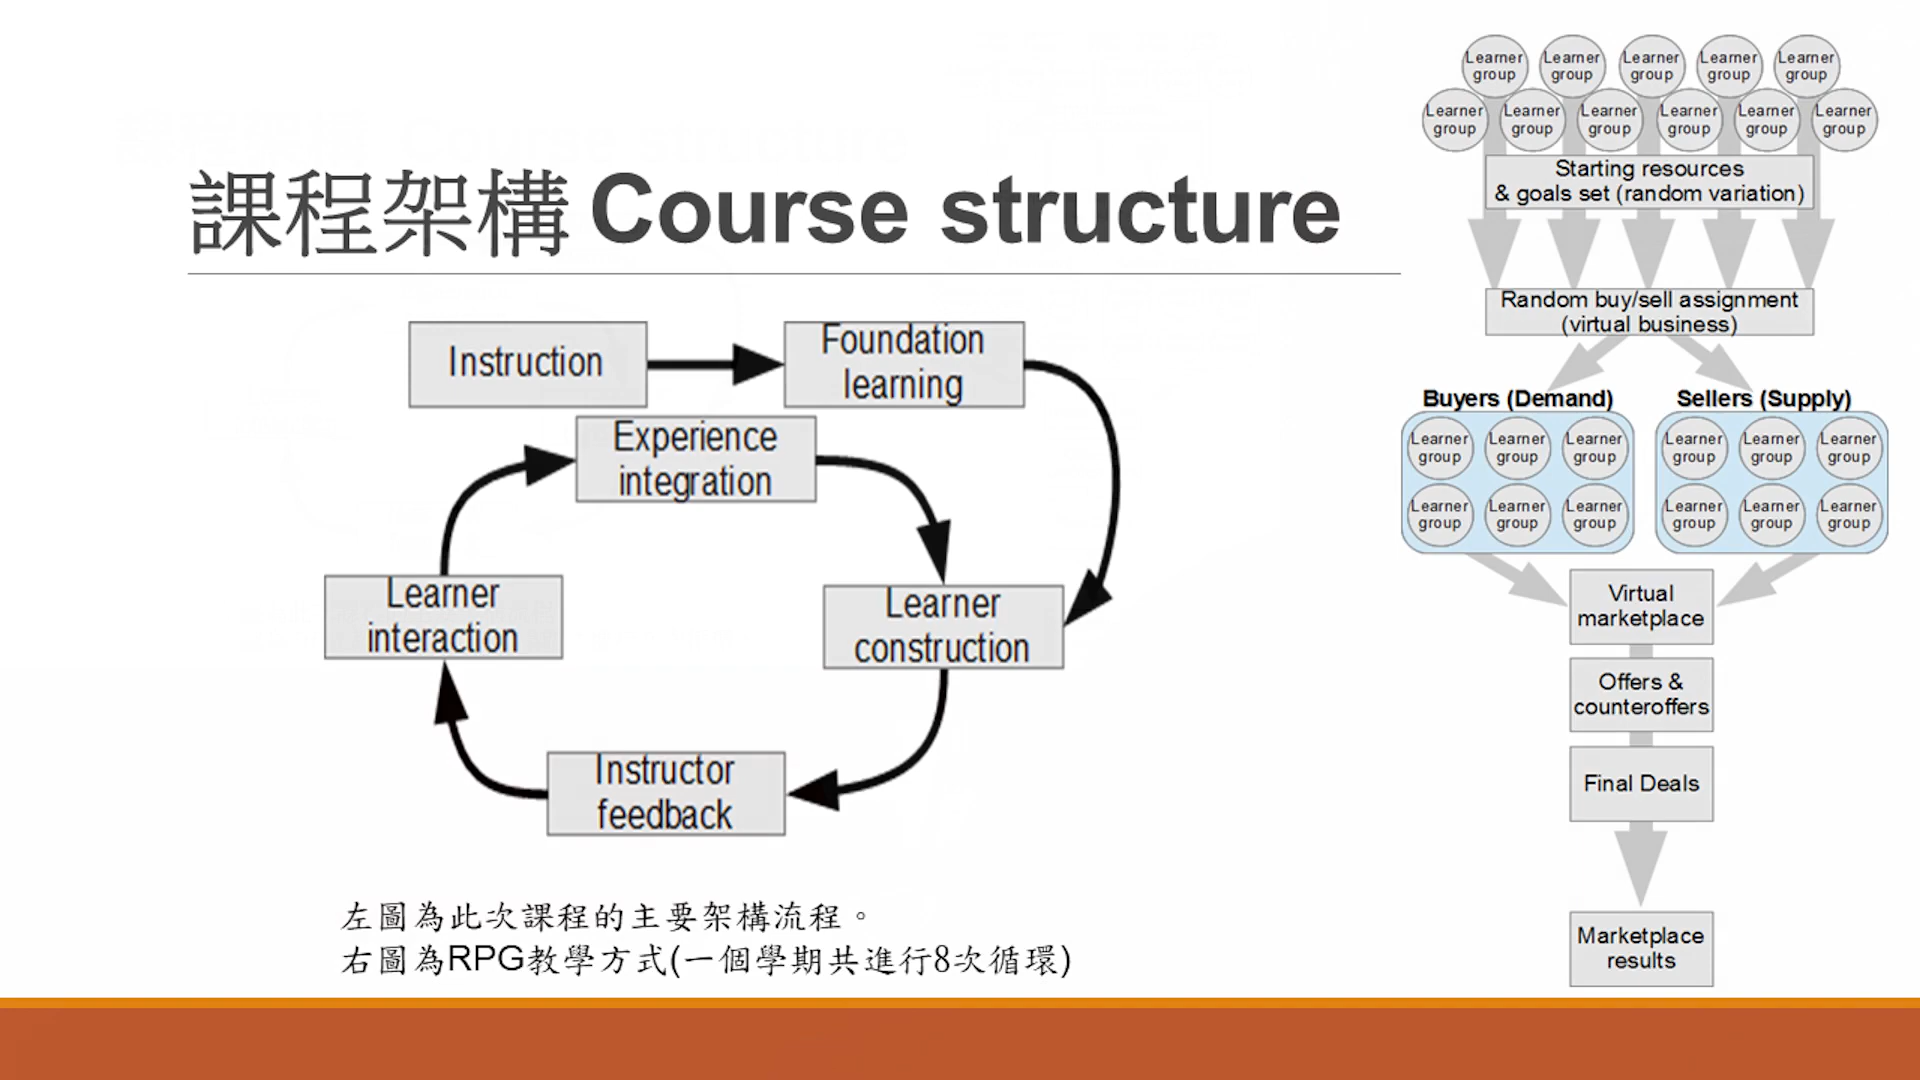 課程架構 Course structure
Instruction
Foundation
learning
Experience
integration
Learner
interaction
Learner
construction
Instructor
feedback
左圖為此次課程的主要架構流程。
右圖為RPG教學方式(一個學期共進行8次循環)
Learner
group
Learner
group
Learner
group
Learner
group
Learner
group
Learner
group
Learner
group
Learner
group
Learner
group
Learner
group
Learner
group
Starting resources
& goals set (random variation)
Random buy/sell assignment
(virtual business)
Buyers (Demand)
Learner
group
Learner
group
Learner
group
Learner
group
Learner
group
Learner
group
Sellers (Supply)
Learner
group
Learner
group
Learner
group
Learner
group
Learner
group
Learner
group
Virtual
marketplace
Offers &
counteroffers
Final Deals
Marketplace
results